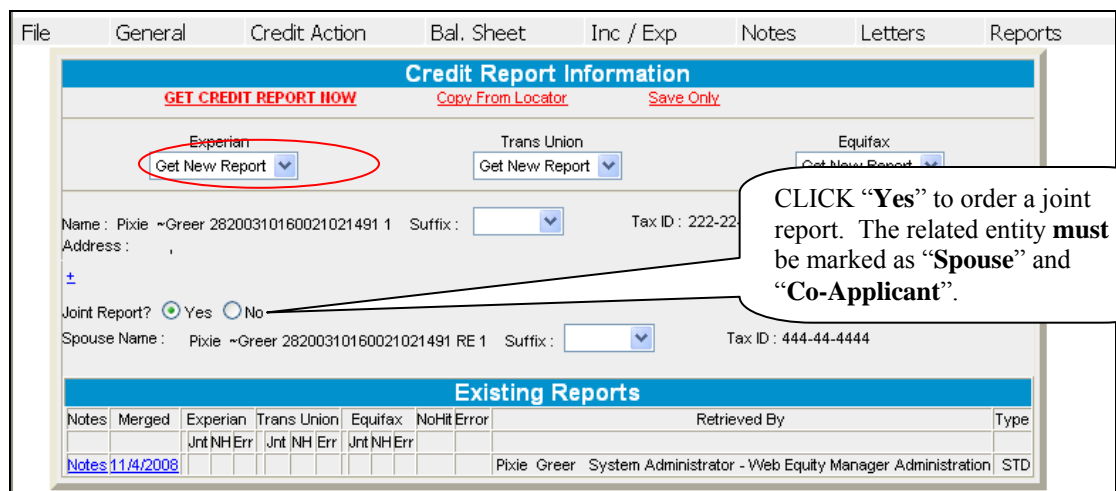 File General Credit Action Bal. Sheet Inc / Exp Notes Letters Reports
Credit Report Information
GET CREDIT REPORT NOW Copy From Locator Save Only
Experian Trans Union Equifax
Get New Report Get New Report Get New Report
Name : Pixie ~Greer 28200310160021021491 1 Suffix : Tax ID : 222-22-
Address : ,
+
Joint Report? Yes No
Spouse Name : Pixie ~Greer 28200310160021021491 RE 1 Suffix : Tax ID : 444-44-4444
CLICK “Yes” to order a joint
report. The related entity must
be marked as “Spouse” and
“Co-Applicant”.
Existing Reports
Notes Merged Experian Trans Union Equifax NoHit Error Retrieved By Type
Jnt NH Err Jnt NH Err Jnt NH Err
Notes 11/4/2008 Pixie Greer System Administrator - Web Equity Manager Administration STD